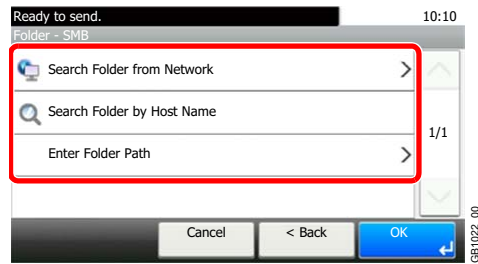 Ready to send.
10:10
Folder - SMB
Search Folder from Network
Search Folder by Host Name
1/1
Enter Folder Path
Cancel
< Back
OK
GB1022_00